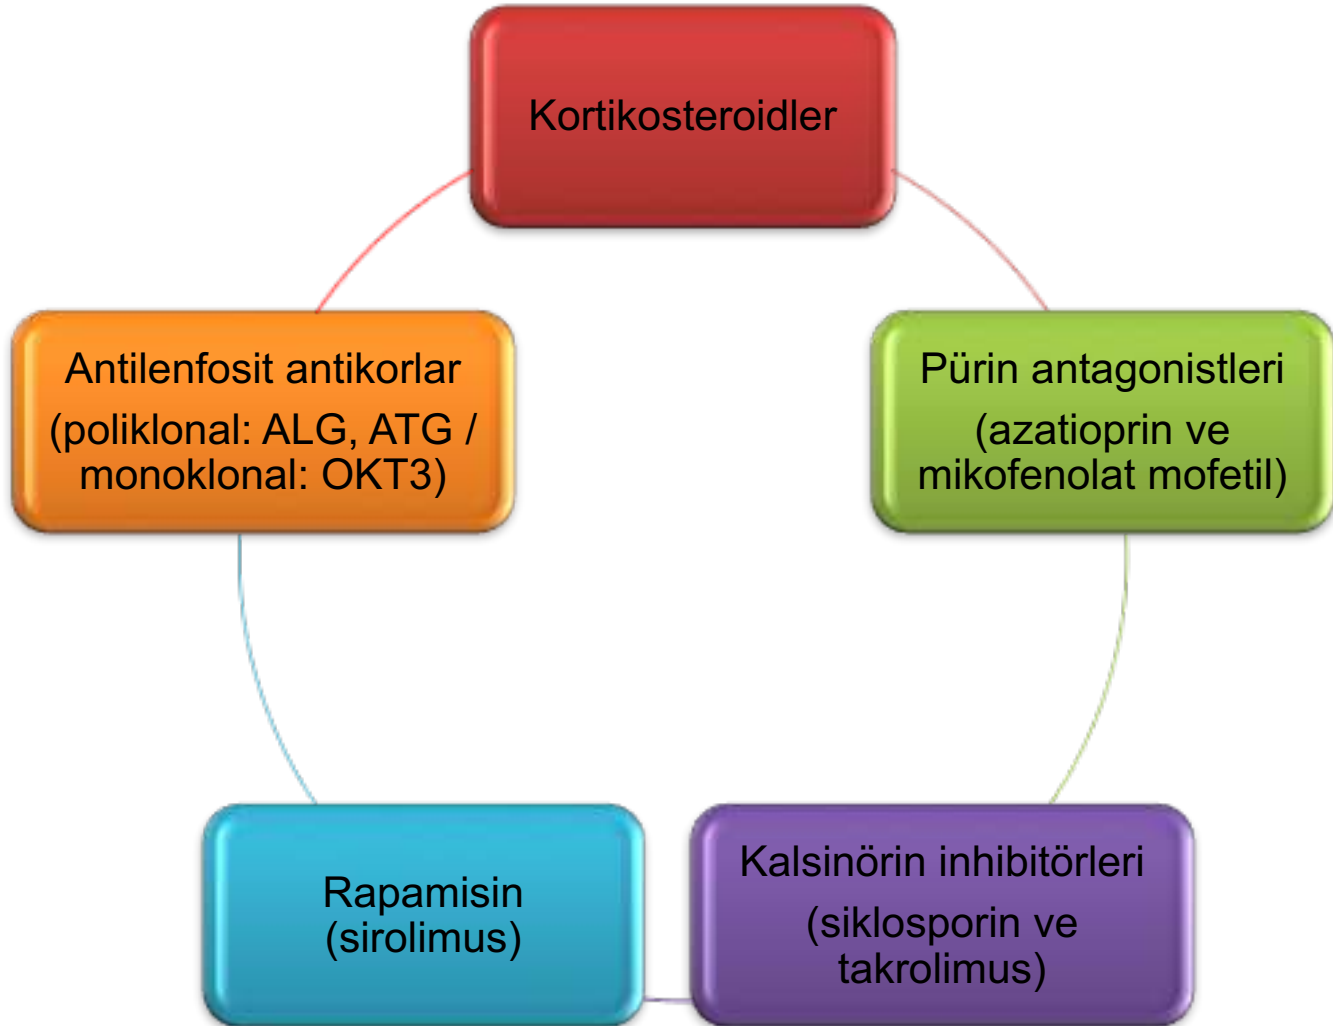 Kortikosteroidler
Antilenfosit antikorlar
(poliklonal: ALG, ATG /
monoklonal: OKT3)
Pürin antagonistleri
(azatioprin ve
mikofenolat mofetil)
Rapamisin
(sirolimus)
Kalsinörin inhibitörleri
(siklosporin ve
takrolimus)